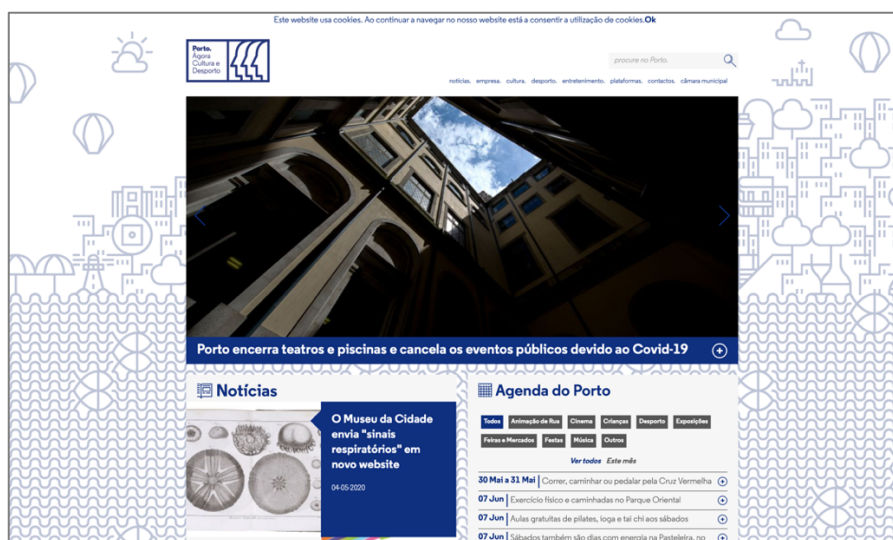 Este website usa cookies. Ao continuar a navegar no nosso website está a consentir a utilização de cookies.Ok
Porto.
Ágora
Cultura e
Desporto
procure no Porto.
notícias. empresa. cultura. desporto. entretenimento. plataformas. contactos. câmara municipal
Porto encerra teatros e piscinas e cancela os eventos públicos devido ao Covid-19
Notícias
O Museu da Cidade
envia "sinais
respiratórios" em
novo website
04-05-2020
Agenda do Porto
Todos Animação de Rua Cinema Crianças Desporto Exposições
Feiras e Mercados Festas Música Outros
Ver todos Este mês
30 Mai a 31 Mai Correr, caminhar ou pedalar pela Cruz Vermelha
07 Jun Exercício físico e caminhadas no Parque Oriental
07 Jun Aulas gratuitas de pilates, ioga e tai chi aos sábados
07 Jun Sábados também são dias com energia na Pasteleira, no